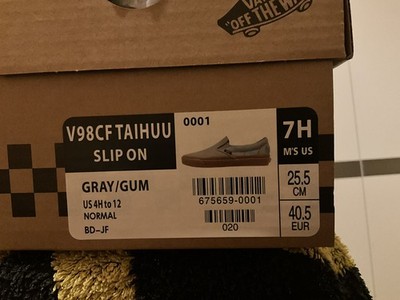 VANS
"OFF THE WALL"
V98CF TAIHUU
SLIP ON
GRAY/GUM
US 4H to 12
NORMAL
BD-JF
0001
675659-0001
020
7H
M'S US
25.5
CM
40.5
EUR